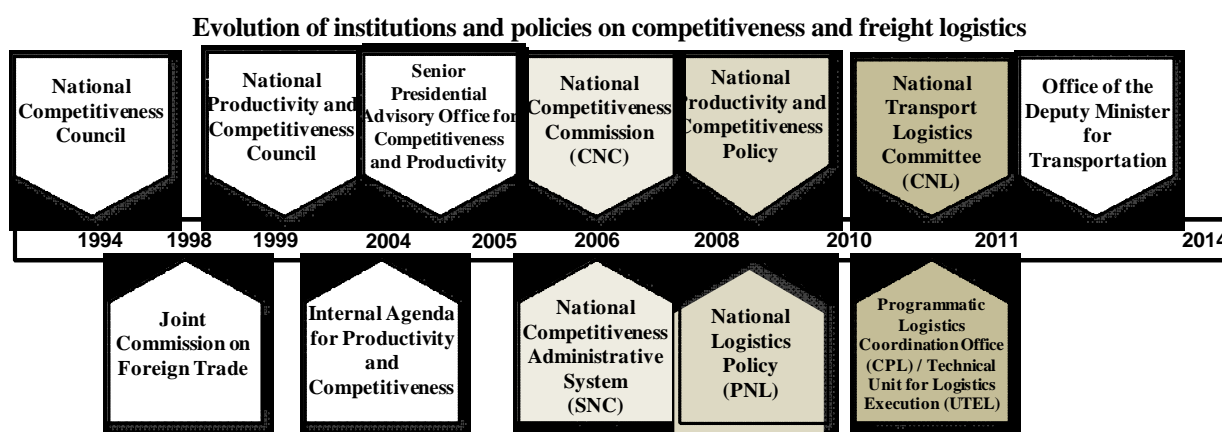 Evolution of institutions and policies on competitiveness and freight logistics
National
Competitiveness
Council
National
Productivity and
Competitiveness
Council
Senior
Presidential
Advisory Office for
Competitiveness
and Productivity
National
Competitiveness
Commission
(CNC)
National
Productivity and
Competitiveness
Policy
National
Transport
Logistics
Committee
(CNL)
Office of the
Deputy Minister
for
Transportation
1994 1998 1999 2004 2005 2006 2008 2010 2011 2014
Joint
Commission on
Foreign Trade
Internal Agenda
for Productivity
and
Competitiveness
National
Competitiveness
Administrative
System
(SNC)
National
Logistics
Policy
(PNL)
Programmatic
Logistics
Coordination Office
(CPL) / Technical
Unit for Logistics
Execution (UTEL)